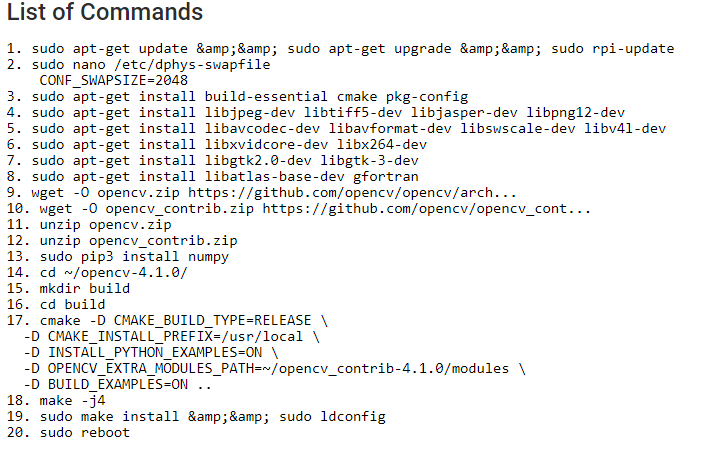 List of Commands
1. sudo apt-get update &amp;&amp; sudo apt-get upgrade &amp;&amp; sudo rpi-update
2. sudo nano /etc/dphys-swapfile
CONF_SWAPSIZE=2048
3. sudo apt-get install build-essential cmake pkg-config
4. sudo apt-get install libjpeg-dev libtiff5-dev libjasper-dev libpng12-dev
5. sudo apt-get install libavcodec-dev libavformat-dev libswscale-dev libv4l-dev
6. sudo apt-get install libxvidcore-dev libx264-dev
7. sudo apt-get install libgtk2.0-dev libgtk-3-dev
8. sudo apt-get install libatlas-base-dev gfortran
9. wget -O opencv.zip https://github.com/opencv/opencv/arch...
10. wget -O opencv_contrib.zip https://github.com/opencv/opencv_cont...
11. unzip opencv.zip
12. unzip opencv_contrib.zip
13. sudo pip3 install numpy
14. cd ~/opencv-4.1.0/
15. mkdir build
16. cd build
17. cmake -D CMAKE_BUILD_TYPE=RELEASE \
-D CMAKE_INSTALL_PREFIX=/usr/local \
-D INSTALL_PYTHON_EXAMPLES=ON \
-D OPENCV_EXTRA_MODULES_PATH=~/opencv_contrib-4.1.0/modules \
-D BUILD_EXAMPLES=ON ..
18. make -j4
19. sudo make install &amp;&amp; sudo ldconfig
20. sudo reboot